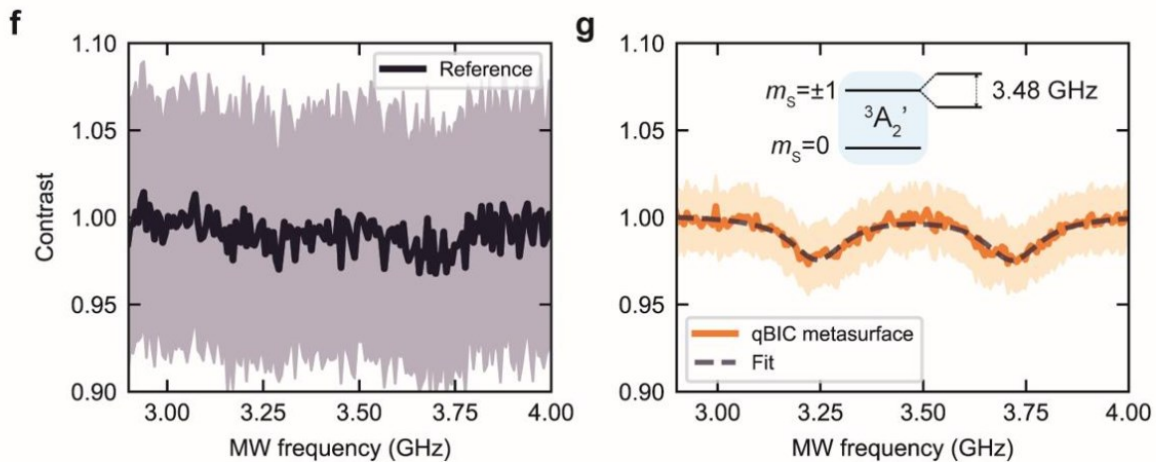 f
1.10
1.05
1.00
0.95
0.90
Contrast
Reference
3.00 3.25 3.50 3.75 4.00
MW frequency (GHz)
g
1.10
1.05
1.00
0.95
0.90
mS=±1
3.48 GHz
³A₂'
mS=0
qBIC metasurface
Fit
3.00 3.25 3.50 3.75 4.00
MW frequency (GHz)